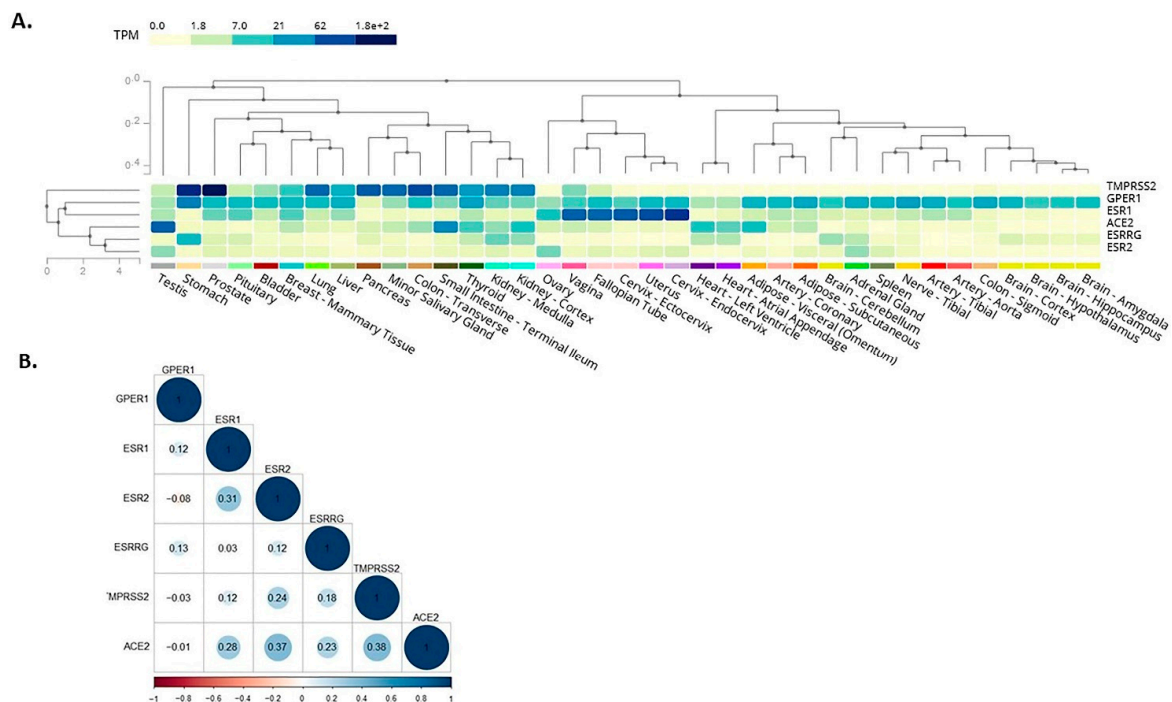 A.
TPM
0.0 1.8 7.0 21 62 1.8e+2
0.0
0.2
0.4
TMPRSS2
GPER1
ESR1
ACE2
ESRRG
ESR2
0 2 4
Testis
Stomach
Prostate
Pituitary
Bladder
Breast - Mammary Tissue
Lung
Liver
Pancreas
Minor Salivary Gland
Colon - Transverse
Small Intestine - Terminal Ileum
Thyroid
Kidney - Medulla
Kidney - Cortex
Ovary
Vagina
Fallopian Tube
Cervix - Ectocervix
Uterus
Cervix - Endocervix
Heart - Left Ventricle
Heart - Atrial Appendage
Adipose - Visceral (Omentum)
Artery - Coronary
Adipose - Subcutaneous
Brain - Cerebellum
Adrenal Gland
Spleen
Nerve - Tibial
Artery - Tibial
Artery - Aorta
Colon - Sigmoid
Brain - Cortex
Brain - Hypothalamus
Brain - Hippocampus
Brain - Amygdala
B.
GPER1
GPER1 1
ESR1
ESR1 0.12 1
ESR2
ESR2 −0.08 0.31 1
ESRRG
ESRRG 0.13 0.03 0.12 1
TMPRSS2
MPRSS2 −0.03 0.12 0.24 0.18 1
ACE2
ACE2 −0.01 0.28 0.37 0.23 0.38 1
−1 −0.8 −0.6 −0.4 −0.2 0 0.2 0.4 0.6 0.8 1